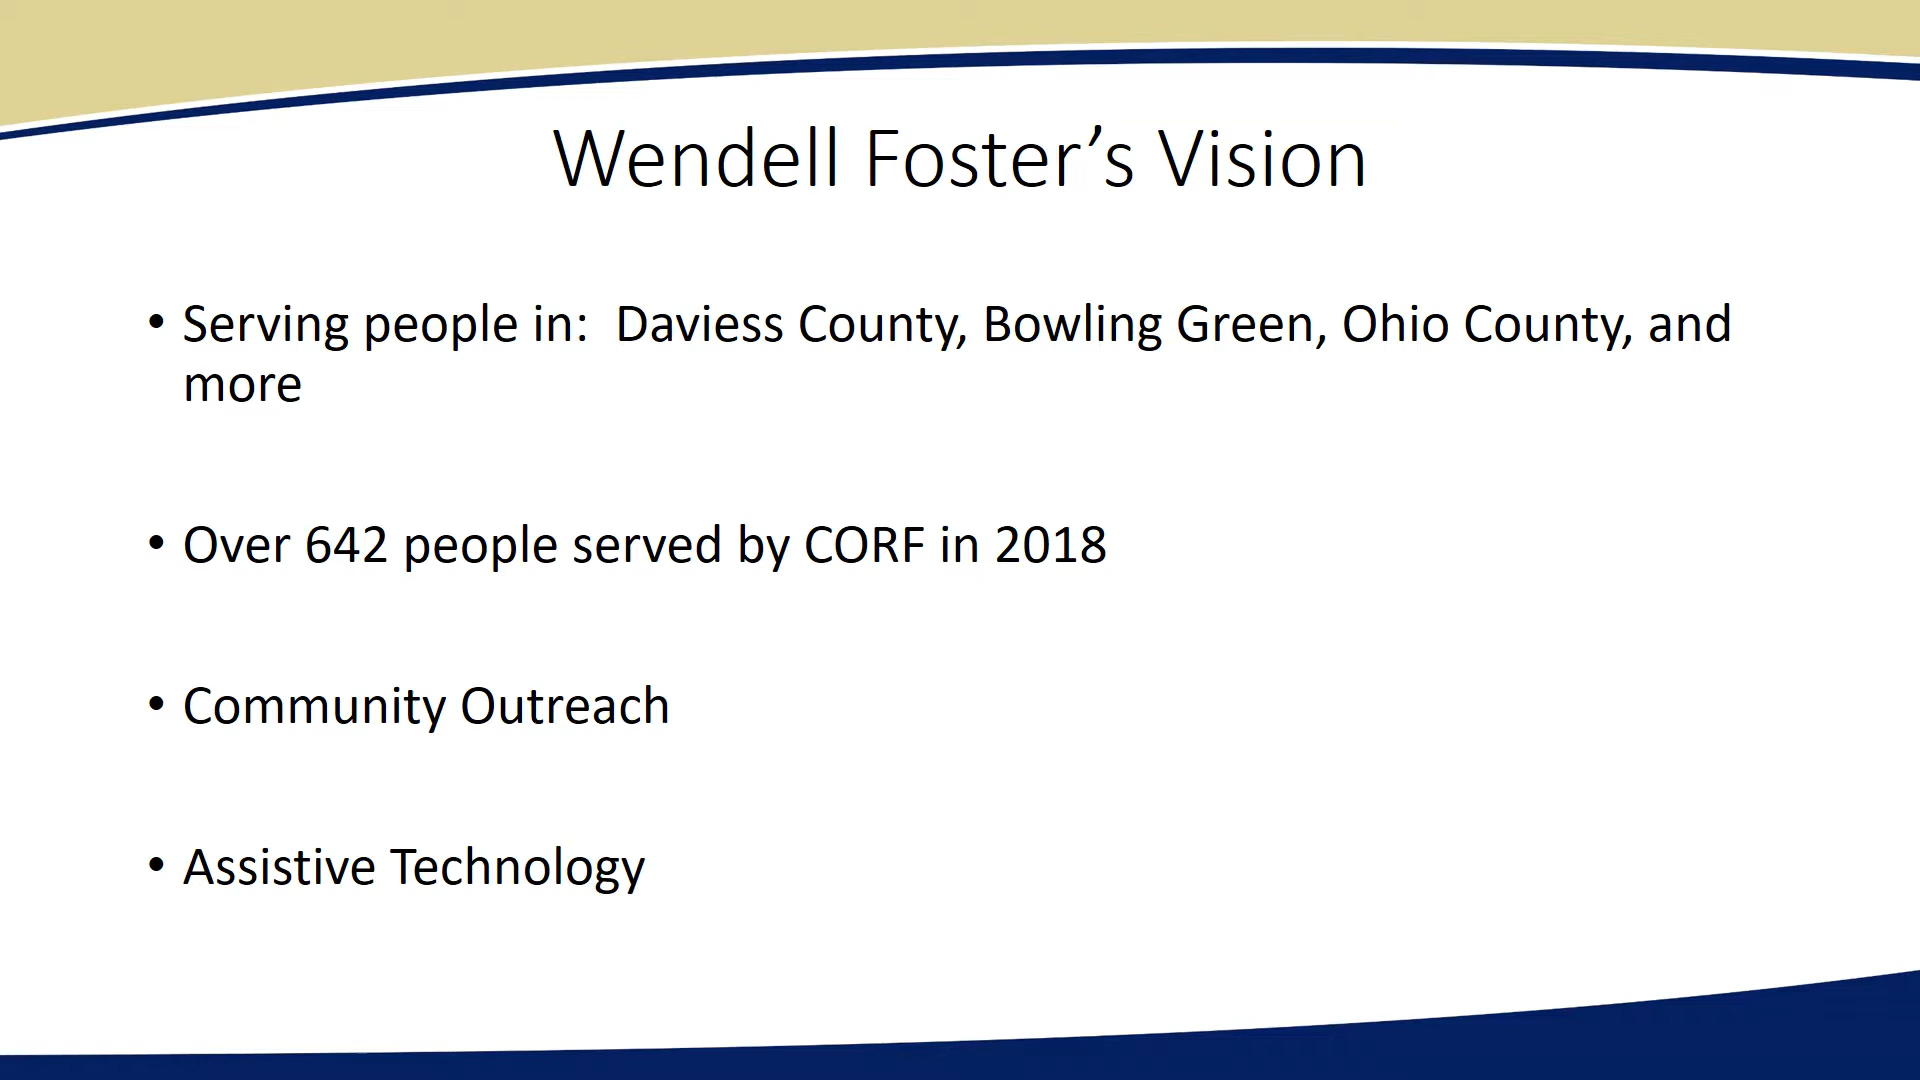 Wendell Foster’s Vision
• Serving people in:  Daviess County, Bowling Green, Ohio County, and
more
• Over 642 people served by CORF in 2018
• Community Outreach
• Assistive Technology